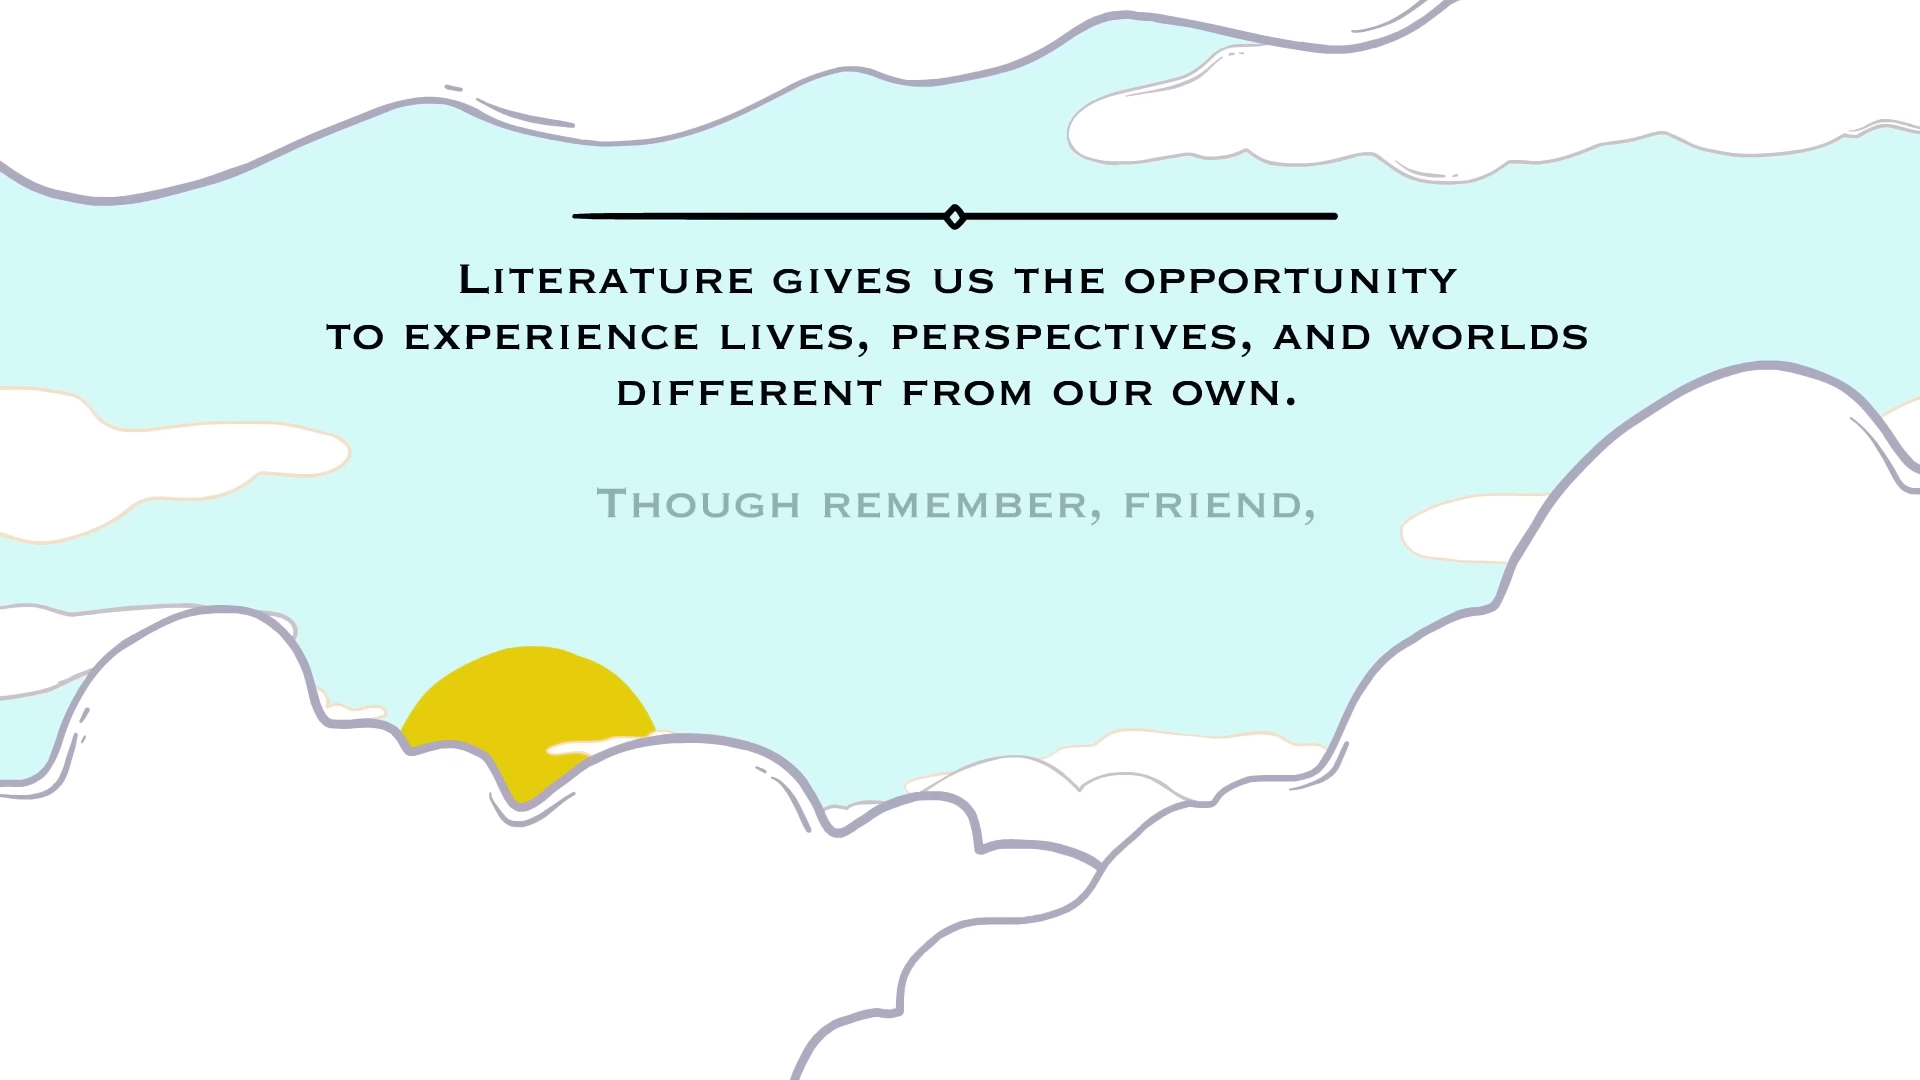 Literature gives us the opportunity
to experience lives, perspectives, and worlds
different from our own.
Though remember, friend,